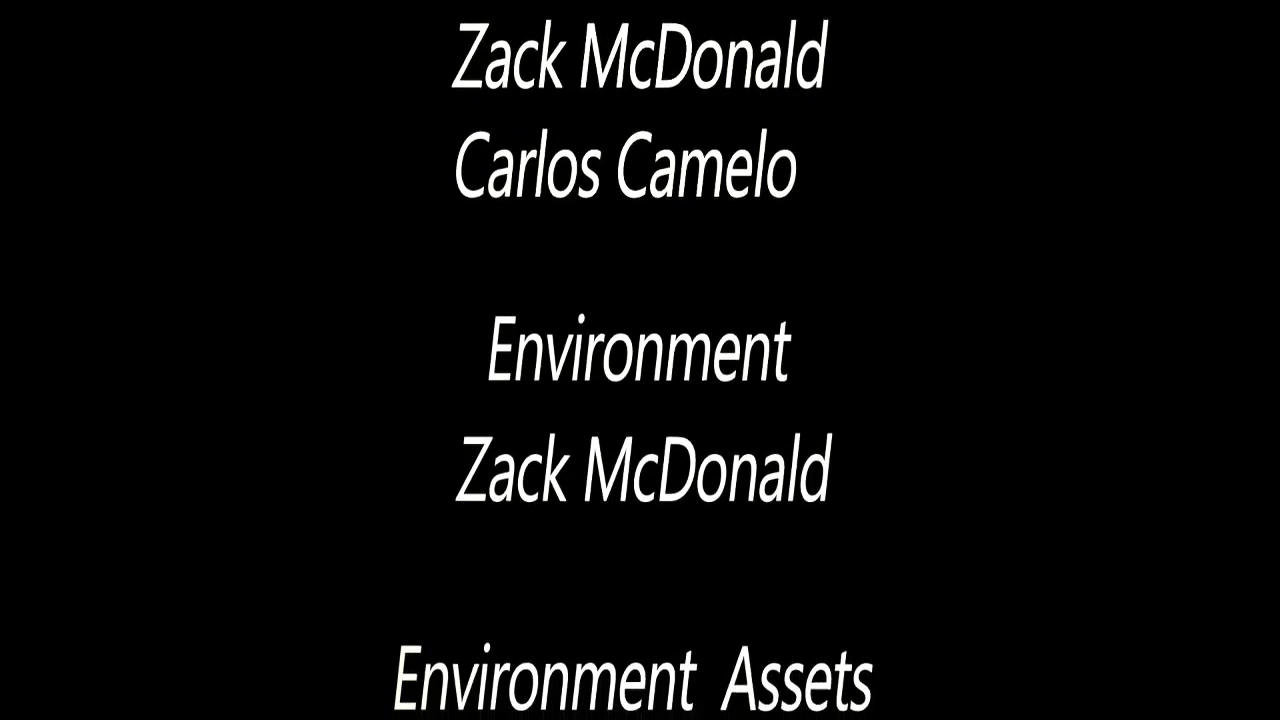 Zack McDonald
Carlos Camelo
Environment
Zack McDonald
Environment Assets